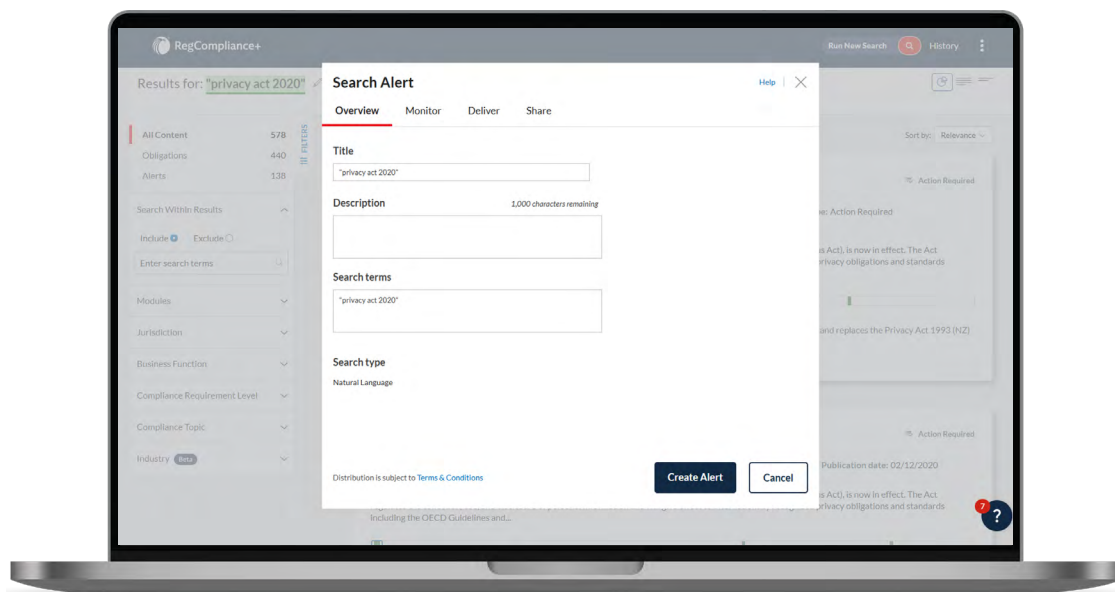 RegCompliance+
Run New Search
History
Results for: "privacy act 2020"
Search Alert
Help
Overview Monitor Deliver Share
All Content 578
Obligations 440
Alerts 138
FILTERS
Sort by: Relevance
Title
"privacy act 2020"
Action Required
Description 1,000 characters remaining
Search Within Results
Include Exclude
Enter search terms
: Action Required
Act), is now in effect. The Act
privacy obligations and standards
Search terms
"privacy act 2020"
Modules
Jurisdiction
and replaces the Privacy Act 1993 (NZ)
Business Function
Search type
Natural Language
Compliance Requirement Level
Compliance Topic
Action Required
Industry Beta
Publication date: 02/12/2020
Distribution is subject to Terms & Conditions
Create Alert
Cancel
Act), is now in effect. The Act
privacy obligations and standards
including the OECD Guidelines and...
7
?